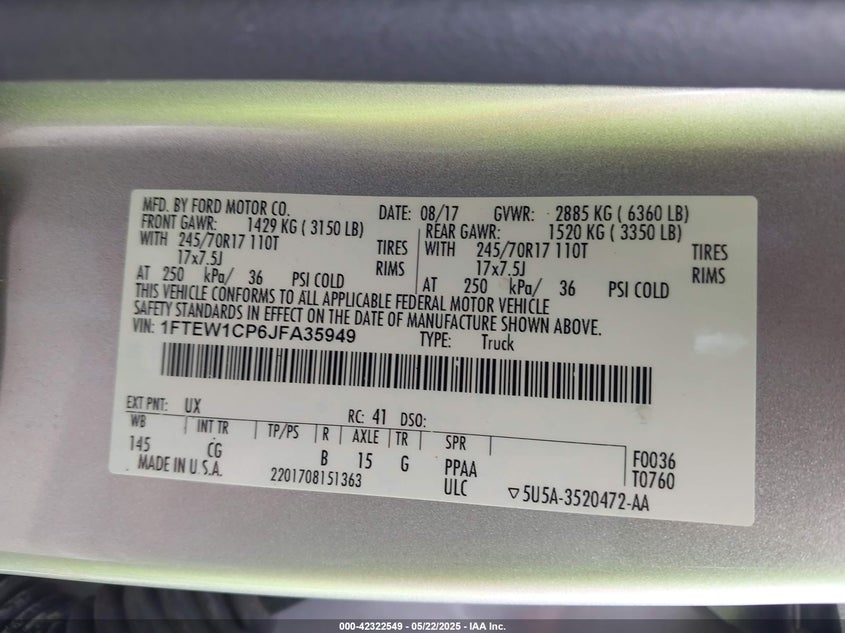 MFD. BY FORD MOTOR CO. DATE: 08/17 GVWR: 2885 KG ( 6360 LB)
FRONT GAWR: 1429 KG ( 3150 LB) REAR GAWR: 1520 KG ( 3350 LB)
WITH 245/70R17 110T TIRES WITH 245/70R17 110T TIRES
17x7.5J RIMS 17x7.5J RIMS
AT 250 kPa/ 36 PSI COLD AT 250 kPa/ 36 PSI COLD
THIS VEHICLE CONFORMS TO ALL APPLICABLE FEDERAL MOTOR VEHICLE
SAFETY STANDARDS IN EFFECT ON THE DATE OF MANUFACTURE SHOWN ABOVE.
VIN: 1FTEW1CP6JFA35949 TYPE: Truck
EXT PNT: UX RC: 41 DSO:
WB INT TR TP/PS R AXLE TR SPR
145 CG B 15 G PPAA F0036
MADE IN U.S.A. 2201708151363 ULC T0760
▽5U5A-3520472-AA
000-42322549 - 05/22/2025 - IAA Inc.